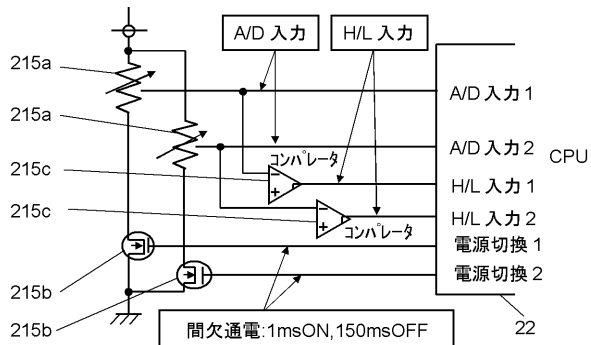 A/D 入力
H/L 入力
215a
A/D 入力1
215a
A/D 入力2
CPU
コンパレータ
215c
H/L 入力1
215c
H/L 入力2
コンパレータ
電源切換1
電源切換2
215b
215b
間欠通電:1msON,150msOFF
22